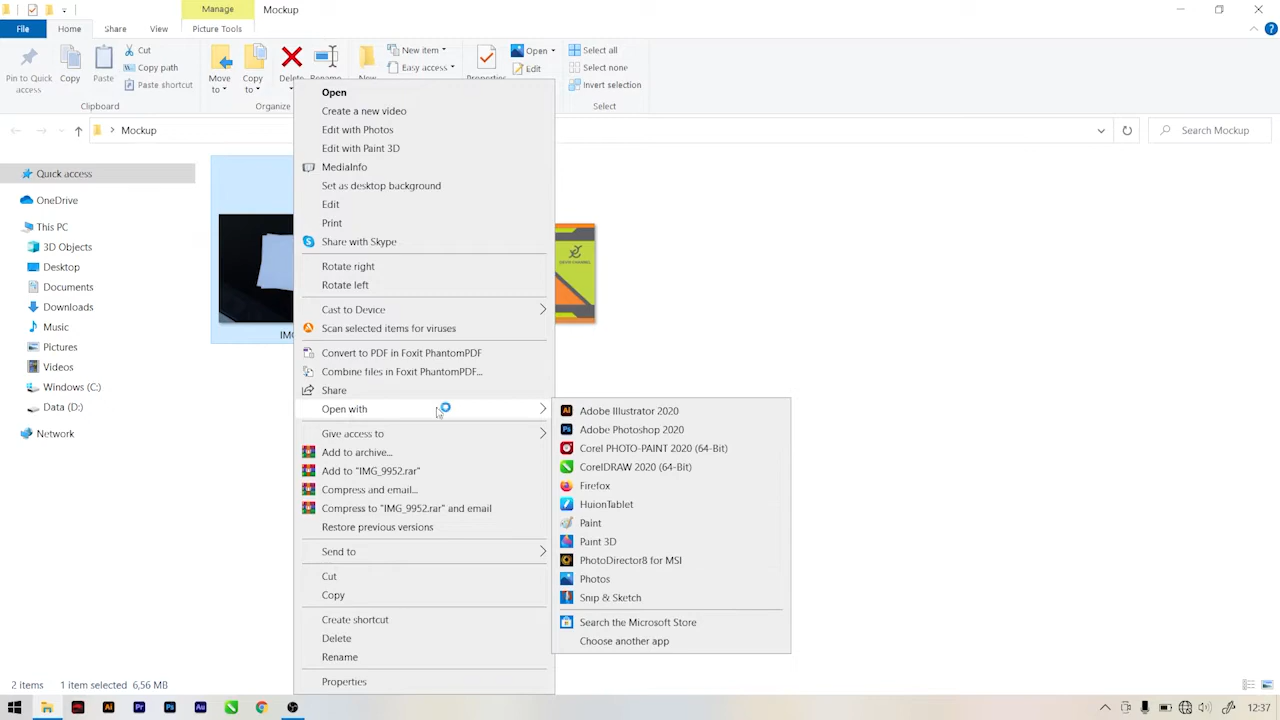 Manage
Mockup
File
Home
Share
View
Picture Tools
Pin to Quick
access
Copy
Paste
Cut
Copy path
Paste shortcut
Clipboard
Move
to
Copy
to
Delete
Rename
Organize
New
New item
Easy access
Properties
Open
Edit
Select all
Select none
Invert selection
Select
Mockup
Search Mockup
Quick access
OneDrive
This PC
3D Objects
Desktop
Documents
Downloads
Music
Pictures
Videos
Windows (C:)
Data (D:)
Network
Open
Create a new video
Edit with Photos
Edit with Paint 3D
MediaInfo
Set as desktop background
Edit
Print
Share with Skype
Rotate right
Rotate left
Cast to Device
Scan selected items for viruses
Convert to PDF in Foxit PhantomPDF
Combine files in Foxit PhantomPDF...
Share
Open with
Give access to
Add to archive...
Add to "IMG_9952.rar"
Compress and email...
Compress to "IMG_9952.rar" and email
Restore previous versions
Send to
Cut
Copy
Create shortcut
Delete
Rename
Properties
Adobe Illustrator 2020
Adobe Photoshop 2020
Corel PHOTO-PAINT 2020 (64-Bit)
CorelDRAW 2020 (64-Bit)
Firefox
HuionTablet
Paint
Paint 3D
PhotoDirector8 for MSI
Photos
Snip & Sketch
Search the Microsoft Store
Choose another app
2 items
1 item selected 6,56 MB
Ai
Pr
Ps
Au
12:37